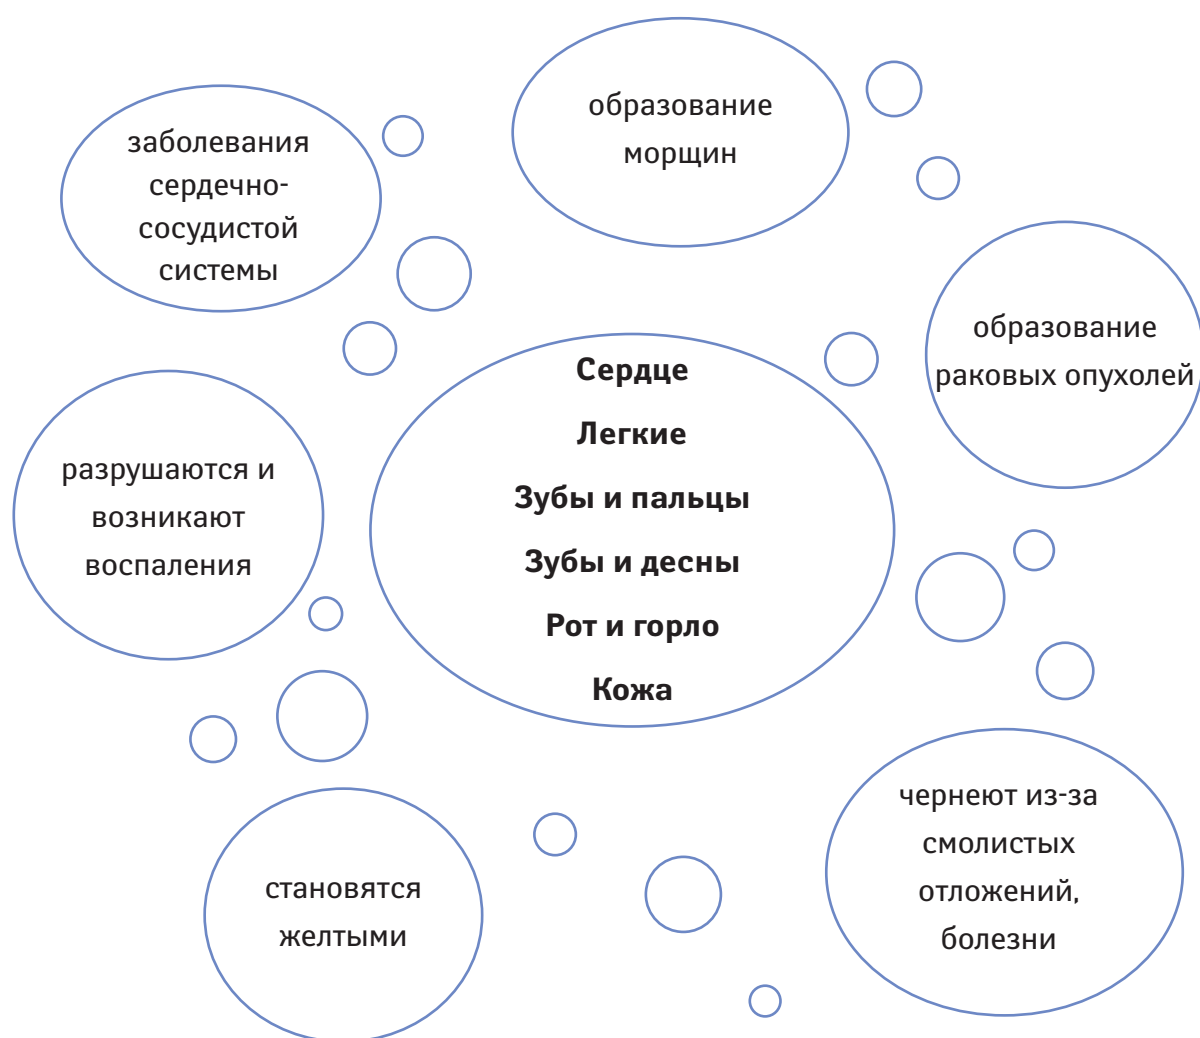 образование
морщин
заболевания
сердечно-
сосудистой
системы
образование
раковых опухолей
Сердце
Легкие
Зубы и пальцы
Зубы и десны
Рот и горло
Кожа
разрушаются и
возникают
воспаления
чернеют из-за
смолистых
отложений,
болезни
становятся
желтыми